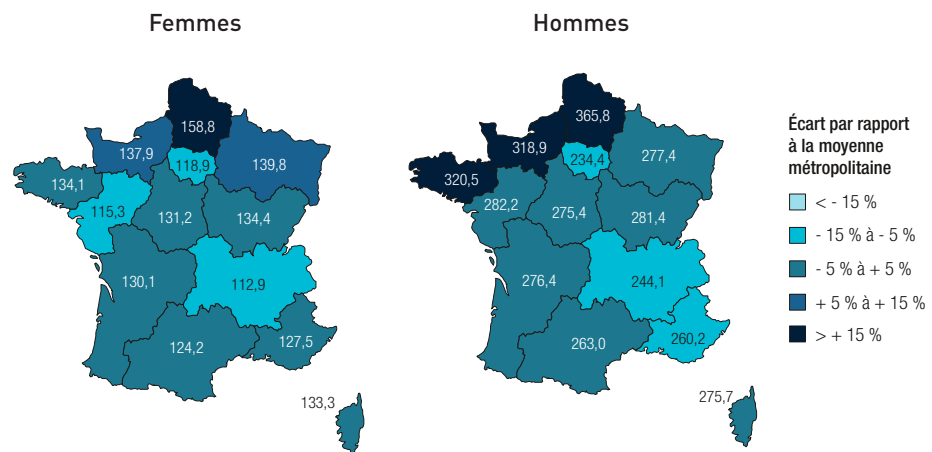 Femmes
158,8
137,9
118,9
139,8
134,1
115,3
131,2
134,4
130,1
112,9
124,2
127,5
133,3
Hommes
365,8
318,9
234,4
277,4
320,5
282,2
275,4
281,4
276,4
244,1
263,0
260,2
275,7
Écart par rapport
à la moyenne
métropolitaine
< - 15 %
- 15 % à - 5 %
- 5 % à + 5 %
+ 5 % à + 15 %
> + 15 %